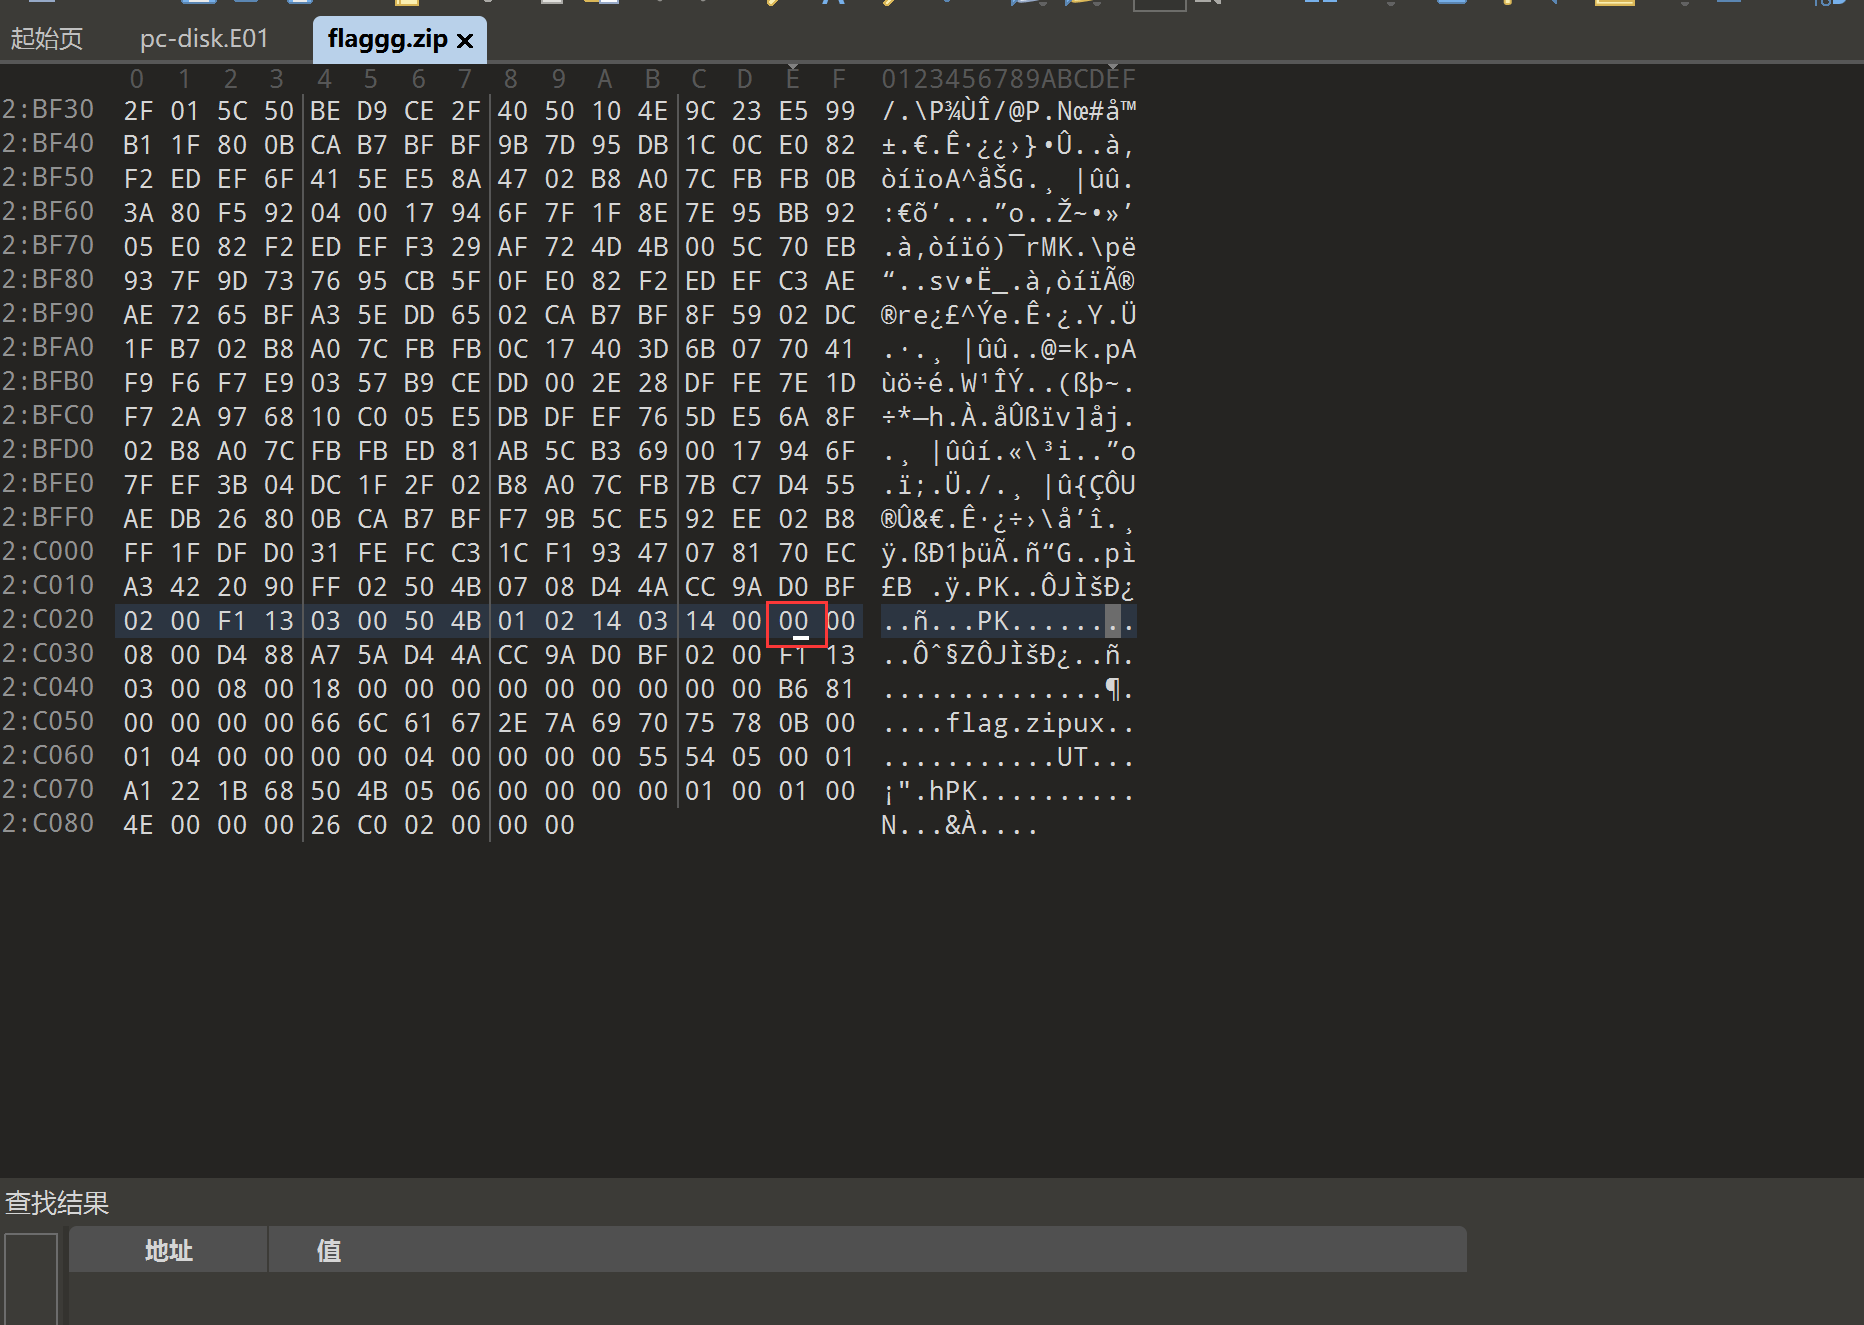 起始页 pc-disk.E01 flaggg.zip ×
0 1 2 3 4 5 6 7 8 9 A B C D E F 0123456789ABCDEF
2:BF30 2F 01 5C 50 BE D9 CE 2F 40 50 10 4E 9C 23 E5 99 /.\P¾ÙÎ/@P.Nœ#å™
2:BF40 B1 1F 80 0B CA B7 BF BF 9B 7D 95 DB 1C 0C E0 82 ±.€.Ê·¿¿›}•Û..à‚
2:BF50 F2 ED EF 6F 41 5E E5 8A 47 02 B8 A0 7C FB FB 0B òíïoA^åŠG.¸ |ûû.
2:BF60 3A 80 F5 92 04 00 17 94 6F 7F 1F 8E 7E 95 BB 92 :€õ’...”o..Ž~•»’
2:BF70 05 E0 82 F2 ED EF F3 29 AF 72 4D 4B 00 5C 70 EB .à‚òíïó)¯rMK.\pë
2:BF80 93 7F 9D 73 76 95 CB 5F 0F E0 82 F2 ED EF C3 AE “..sv•Ë_.à‚òíïÃ®
2:BF90 AE 72 65 BF A3 5E DD 65 02 CA B7 BF 8F 59 02 DC ®re¿£^Ýe.Ê·¿.Y.Ü
2:BFA0 1F B7 02 B8 A0 7C FB FB 0C 17 40 3D 6B 07 70 41 .·.¸ |ûû..@=k.pA
2:BFB0 F9 F6 F7 E9 03 57 B9 CE DD 00 2E 28 DF FE 7E 1D ùö÷é.W¹ÎÝ..(ßþ~.
2:BFC0 F7 2A 97 68 10 C0 05 E5 DB DF EF 76 5D E5 6A 8F ÷*—h.À.åÛßïv]åj.
2:BFD0 02 B8 A0 7C FB FB ED 81 AB 5C B3 69 00 17 94 6F .¸ |ûûí.«\³i..”o
2:BFE0 7F EF 3B 04 DC 1F 2F 02 B8 A0 7C FB 7B C7 D4 55 .ï;.Ü./.¸ |û{ÇÔU
2:BFF0 AE DB 26 80 0B CA B7 BF F7 9B 5C E5 92 EE 02 B8 ®Û&€.Ê·¿÷›\å’î.¸
2:C000 FF 1F DF D0 31 FE FC C3 1C F1 93 47 07 81 70 EC ÿ.ßÐ1þüÃ.ñ“G..pì
2:C010 A3 42 20 90 FF 02 50 4B 07 08 D4 4A CC 9A D0 BF £B .ÿ.PK..ÔJÌšÐ¿
2:C020 02 00 F1 13 03 00 50 4B 01 02 14 03 14 00 00 00 ..ñ...PK........
2:C030 08 00 D4 88 A7 5A D4 4A CC 9A D0 BF 02 00 F1 13 ..Ôˆ§ZÔJÌšÐ¿..ñ.
2:C040 03 00 08 00 18 00 00 00 00 00 00 00 00 00 B6 81 ..............¶.
2:C050 00 00 00 00 66 6C 61 67 2E 7A 69 70 75 78 0B 00 ....flag.zipux..
2:C060 01 04 00 00 00 00 04 00 00 00 00 55 54 05 00 01 ...........UT...
2:C070 A1 22 1B 68 50 4B 05 06 00 00 00 00 01 00 01 00 ¡".hPK..........
2:C080 4E 00 00 00 26 C0 02 00 00 00 N...&À....
查找结果
地址 值